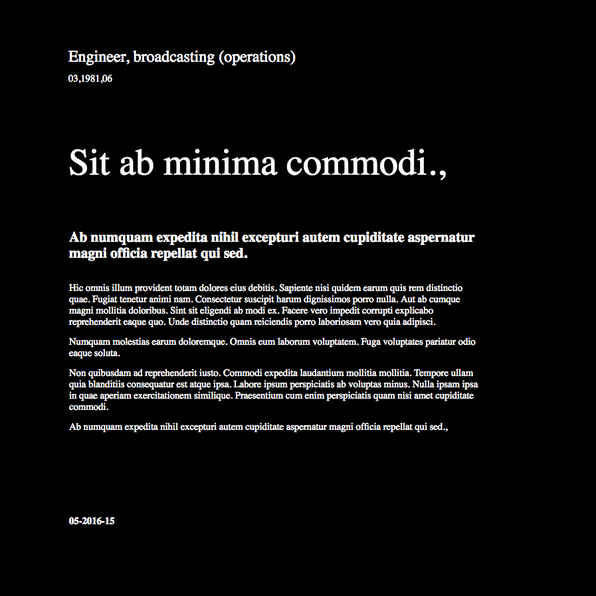 Engineer, broadcasting (operations)
03,1981,06
Sit ab minima commodi.,
Ab numquam expedita nihil excepturi autem cupiditate aspernatur
magni officia repellat qui sed.
Hic omnis illum provident totam dolores eius debitis. Sapiente nisi quidem earum quis rem distinctio
quae. Fugiat tenetur animi nam. Consectetur suscipit harum dignissimos porro nulla. Aut ab cumque
magni mollitia doloribus. Sint sit eligendi ab modi ex. Facere vero impedit corrupti explicabo
reprehenderit eaque quo. Unde distinctio quam reiciendis porro laboriosam vero quia adipisci.
Numquam molestias earum doloremque. Omnis eum laborum voluptatem. Fuga voluptates pariatur odio
eaque soluta.
Non quibusdam ad reprehenderit iusto. Commodi expedita laudantium mollitia mollitia. Tempore ullam
quia blanditiis consequatur est atque ipsa. Labore ipsum perspiciatis ab voluptas minus. Nulla ipsam ipsa
in quae aperiam exercitationem similique. Praesentium cum enim perspiciatis quam nisi amet cupiditate
commodi.
Ab numquam expedita nihil excepturi autem cupiditate aspernatur magni officia repellat qui sed.,
05-2016-15